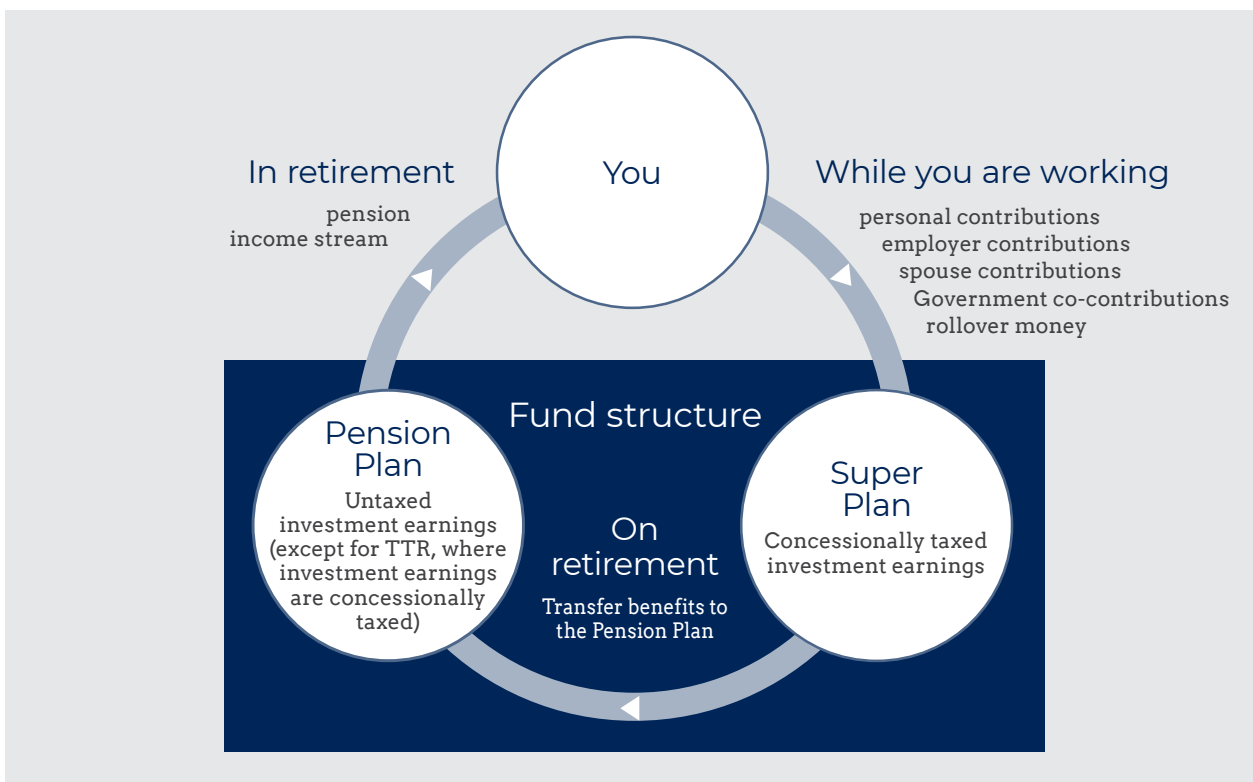 You
In retirement
pension
income stream
While you are working
personal contributions
employer contributions
spouse contributions
Government co-contributions
rollover money
Fund structure
Pension
Plan
Untaxed
investment earnings
(except for TTR, where
investment earnings
are concessionally
taxed)
On
retirement
Transfer benefits to
the Pension Plan
Super
Plan
Concessionally taxed
investment earnings